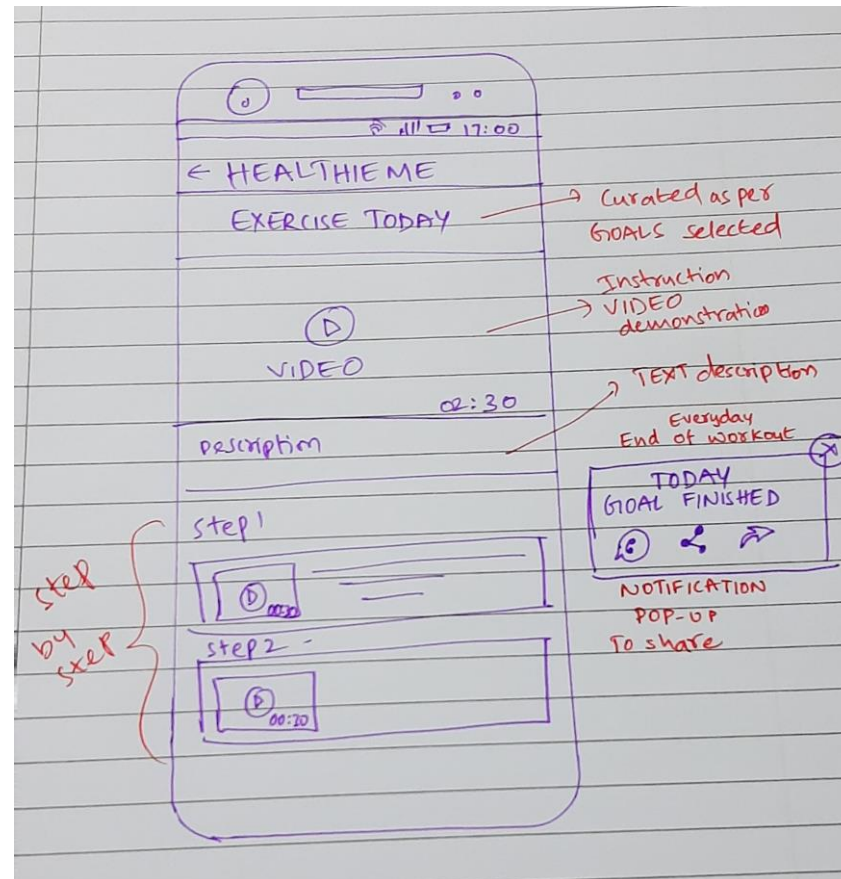 17:00
← HEALTHIEME
EXERCISE TODAY
Curated as per
GOALS selected
Instruction
VIDEO
demonstration
VIDEO
02:30
TEXT description
Description
Everyday
End of workout
TODAY
GOAL FINISHED
NOTIFICATION
POP-UP
To share
step
by
step
Step 1
Step 2 -
00:20